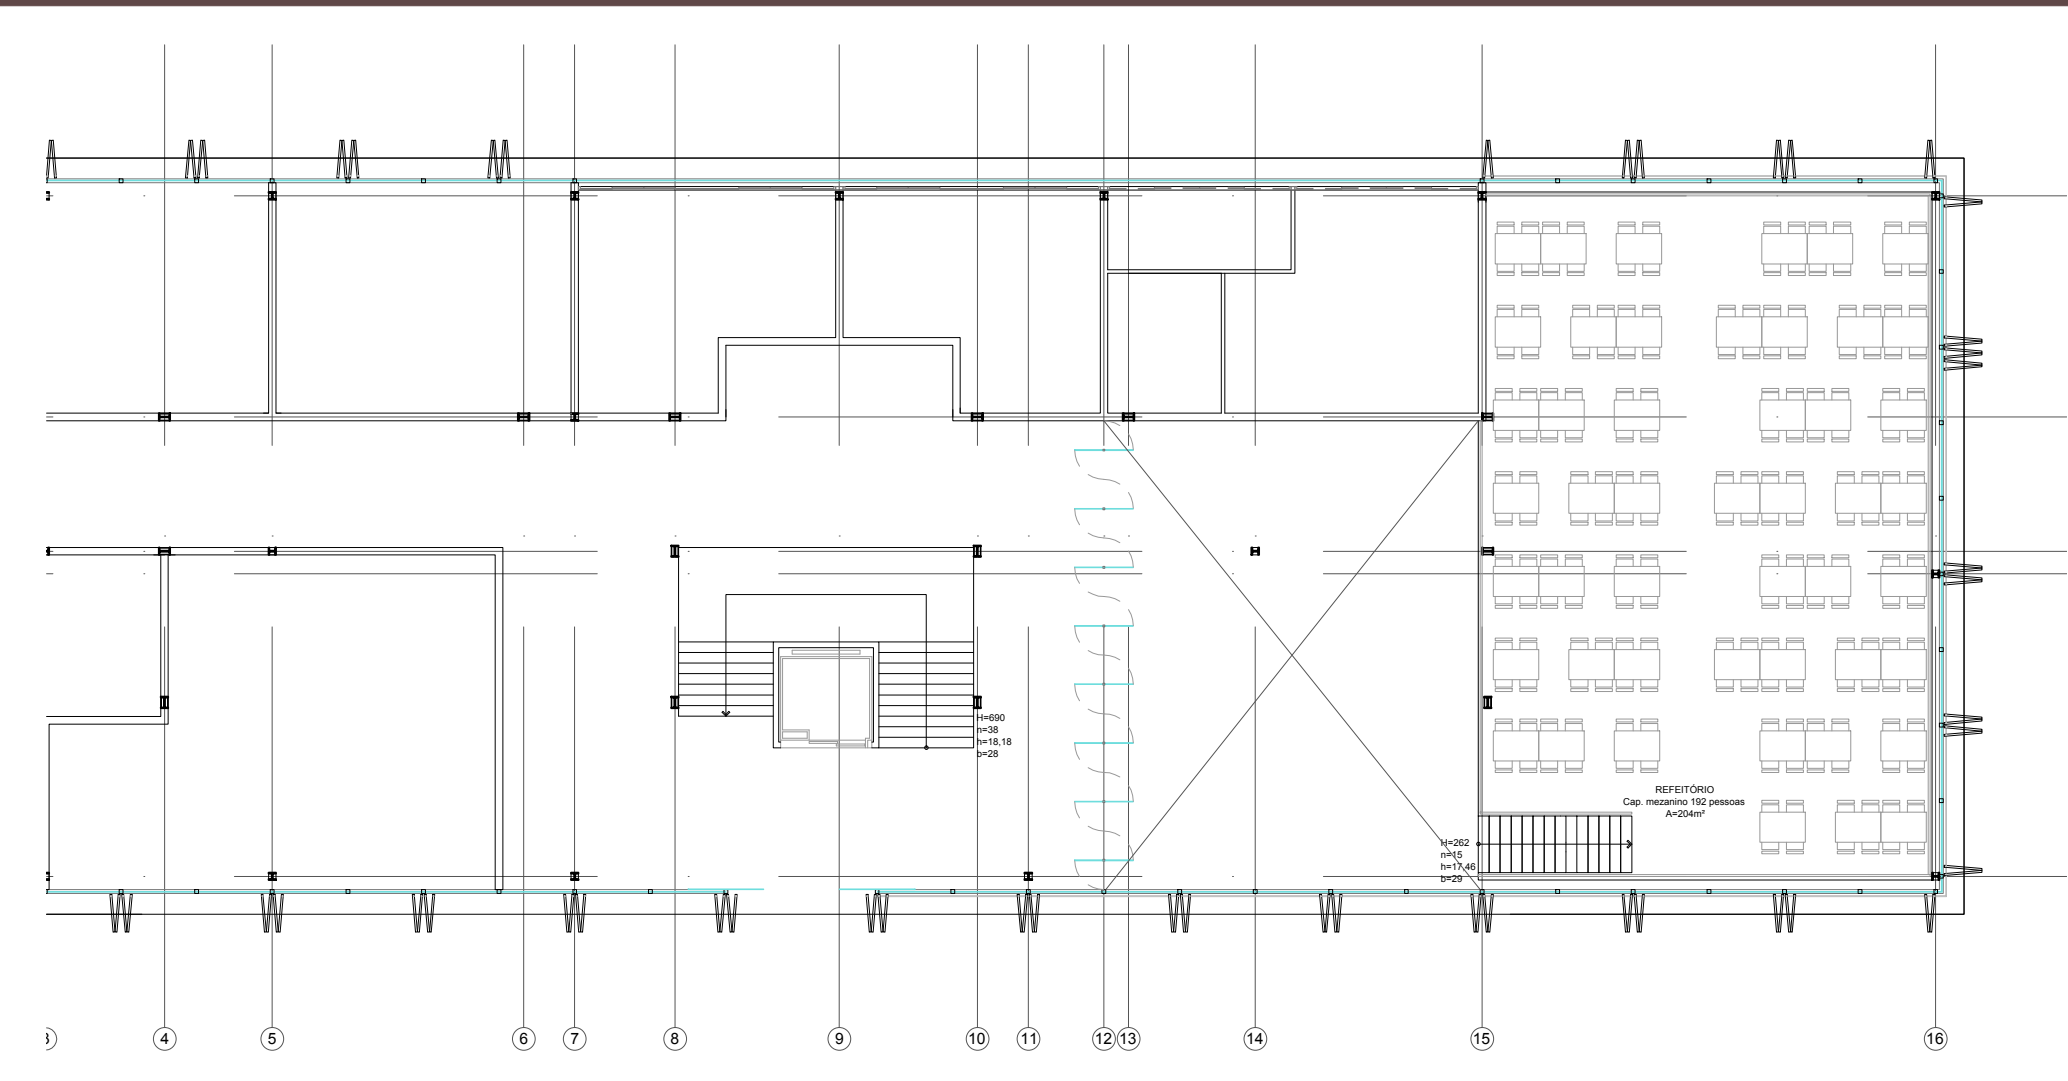 H=690
n=38
h=18,18
b=28
REFEITÓRIO
Cap. mezanino 192 pessoas
A=204m²
H=262
n=15
h=17,46
b=29
3
4
5
6
7
8
9
10
11
12
13
14
15
16